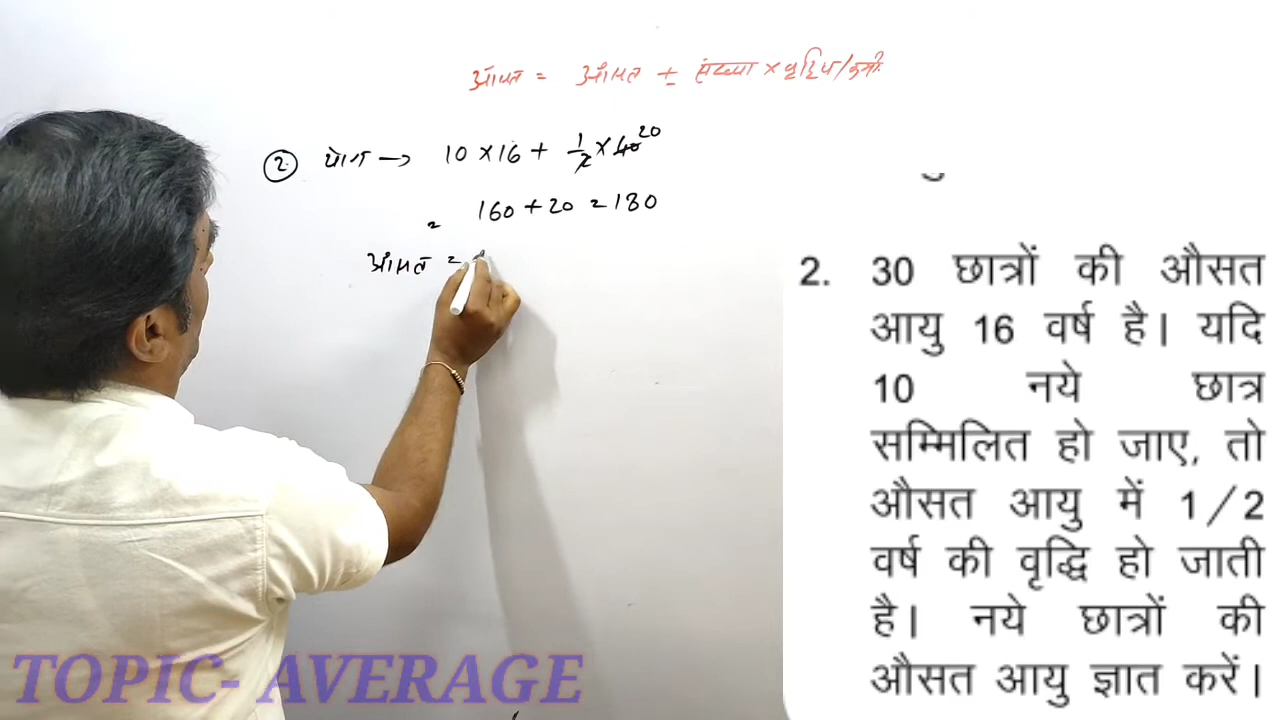 = औसत ± संख्या × वृद्धि/कमी
② योग → 10 × 16 + 1/2 × 40 20
= 160 + 20 = 180
औसत =
2. 30 छात्रों की औसत
आयु 16 वर्ष है। यदि
10 नये छात्र
सम्मिलित हो जाए, तो
औसत आयु में 1/2
वर्ष की वृद्धि हो जाती
है। नये छात्रों की
औसत आयु ज्ञात करें।
TOPIC- AVERAGE